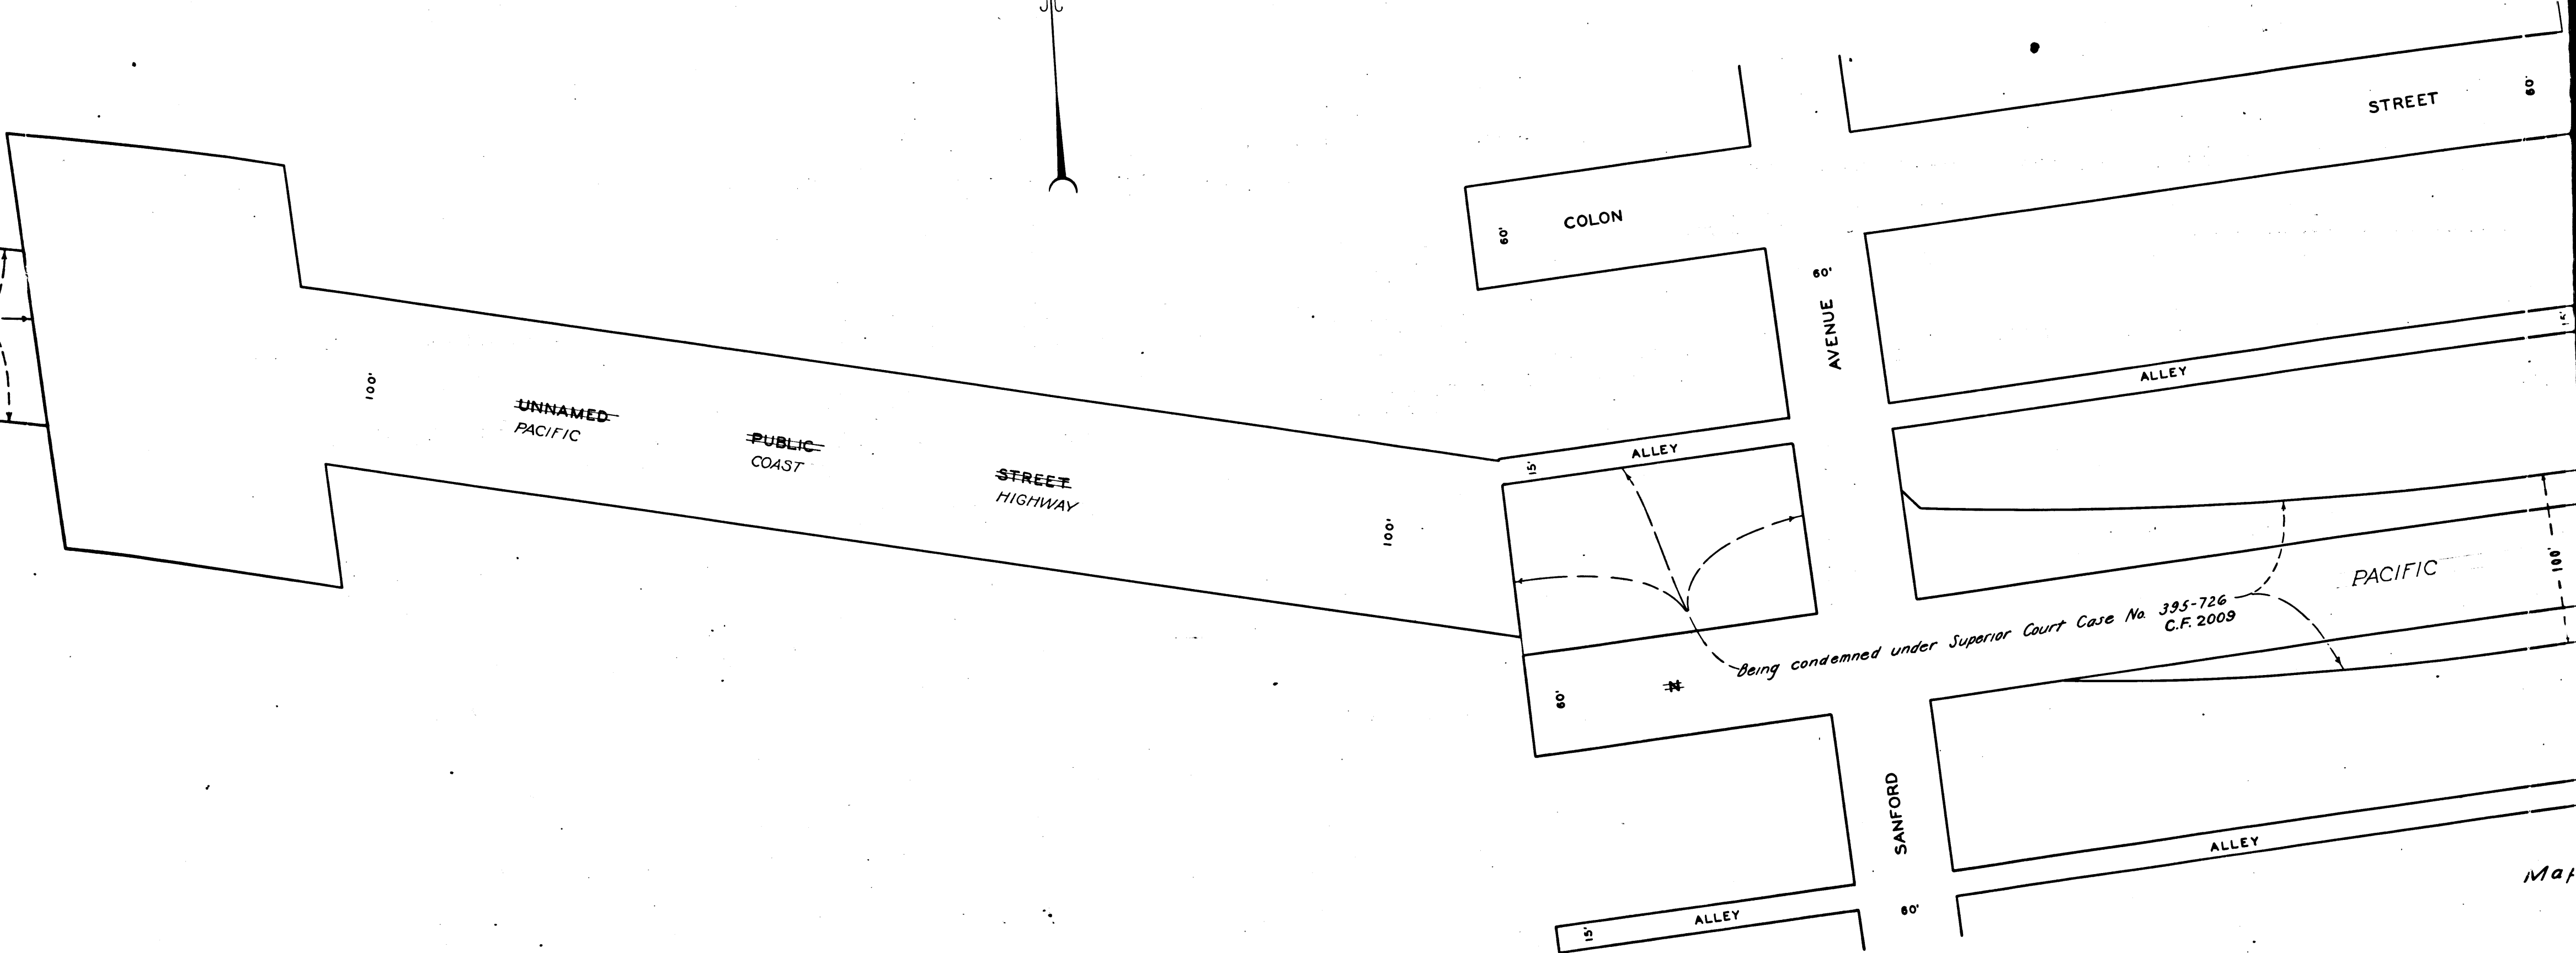 STREET
60'
COLON
60'
60'
AVENUE
ALLEY
15'
100'
UNNAMED
PACIFIC
PUBLIC
COAST
STREET
HIGHWAY
100'
ALLEY
15'
PACIFIC
100'
Being condemned under Superior Court Case No. 395-726
C.F. 2009
60'
N
SANFORD
ALLEY
ALLEY
15'
60'